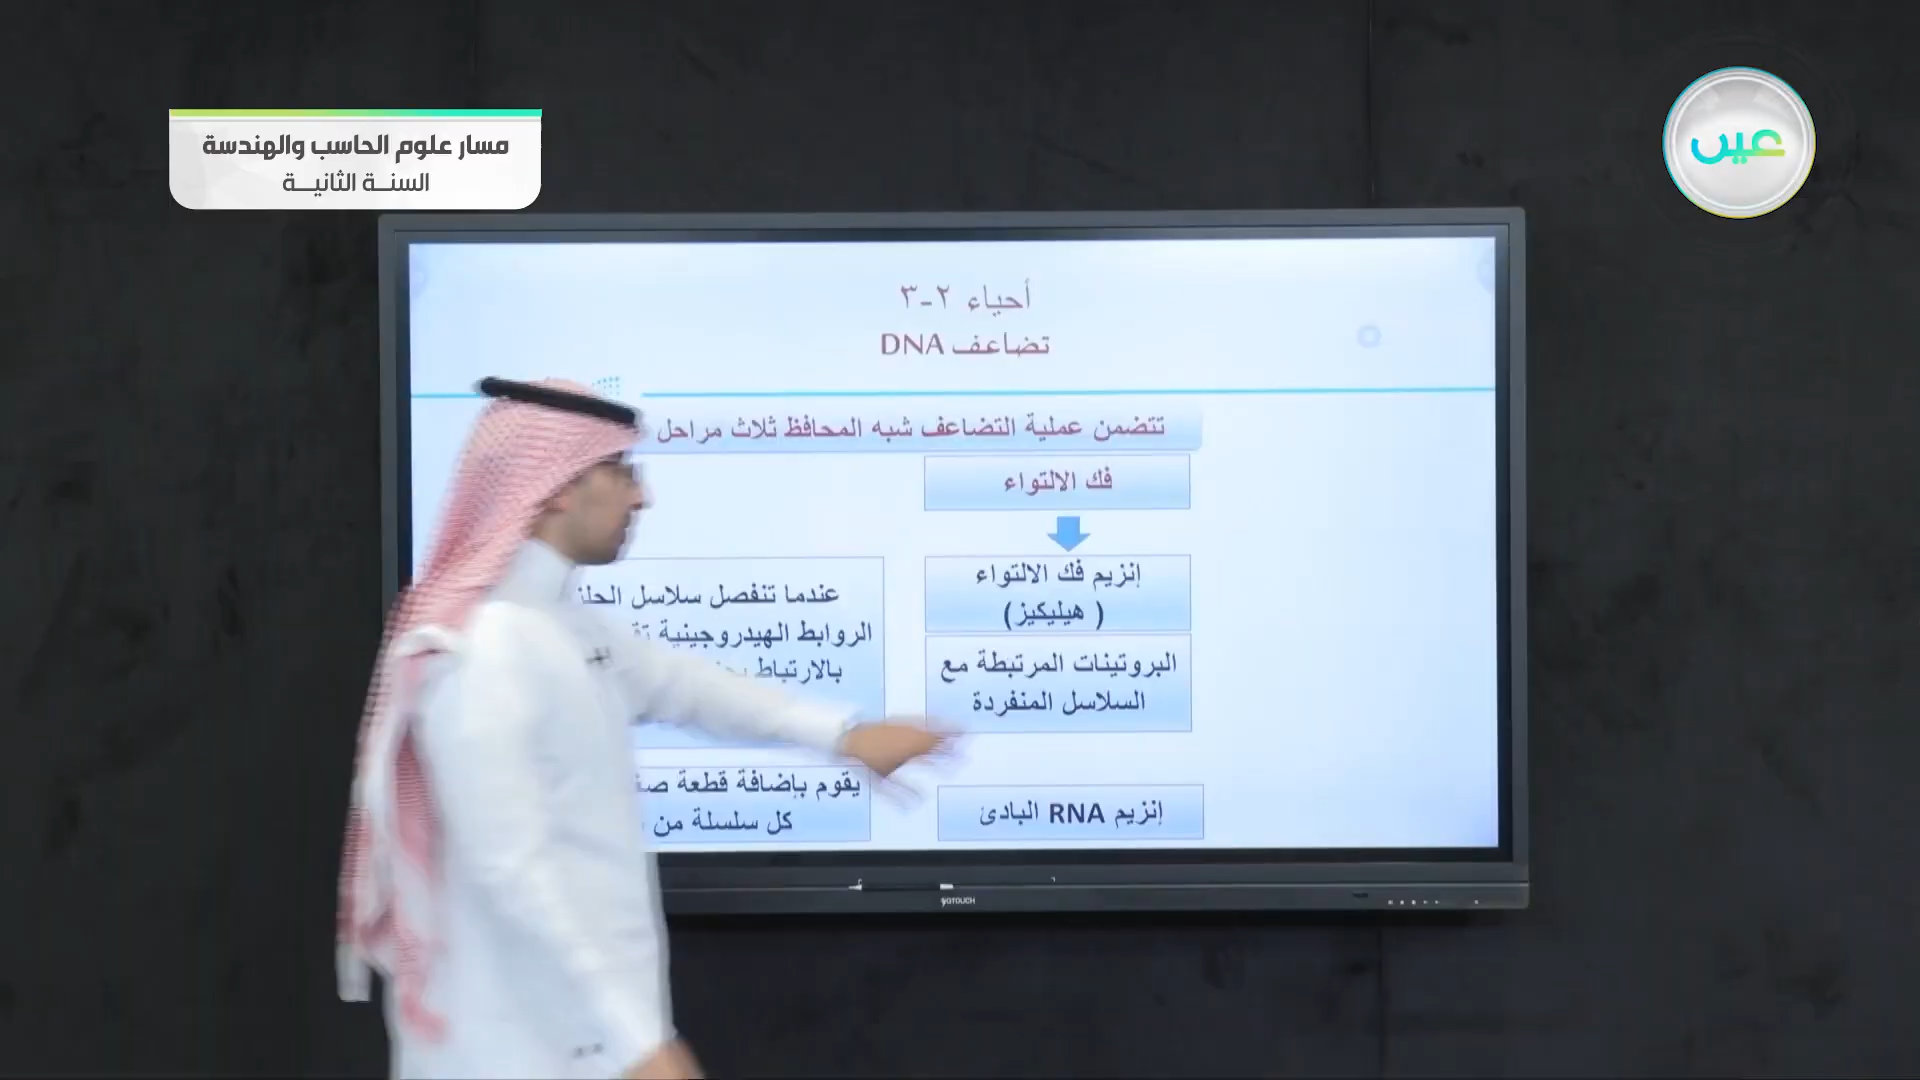 مسار علوم الحاسب والهندسة
السنة الثانية
عين
أحياء ٢-٣
تضاعف DNA
تتضمن عملية التضاعف شبه المحافظ ثلاث مراحل
فك الالتواء
إنزيم فك الالتواء
( هيليكيز)
البروتينات المرتبطة مع
السلاسل المنفردة
عندما تنفصل سلاسل
الروابط الهيدروجينية
بالارتباط
إنزيم RNA البادئ
يقوم بإضافة قطعة
كل سلسلة من